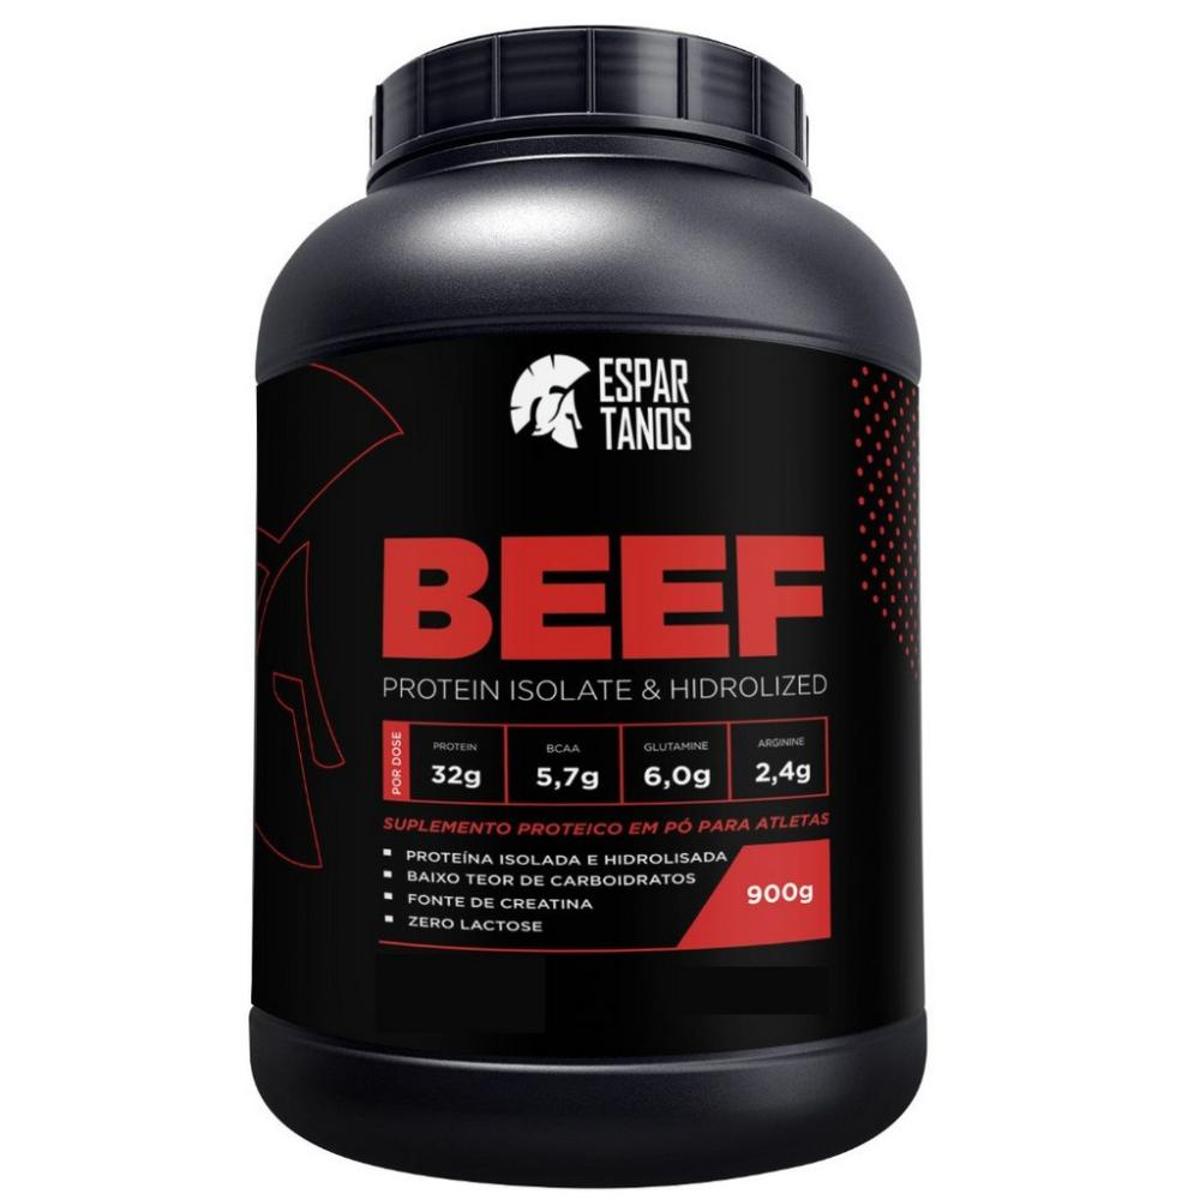 ESPAR
TANOS
BEEF
PROTEIN ISOLATE & HIDROLIZED
POR DOSE
PROTEIN BCAA GLUTAMINE ARGININE
32g 5,7g 6,0g 2,4g
SUPLEMENTO PROTEICO EM PÓ PARA ATLETAS
▪ PROTEÍNA ISOLADA E HIDROLISADA
▪ BAIXO TEOR DE CARBOIDRATOS
▪ FONTE DE CREATINA
▪ ZERO LACTOSE
900g